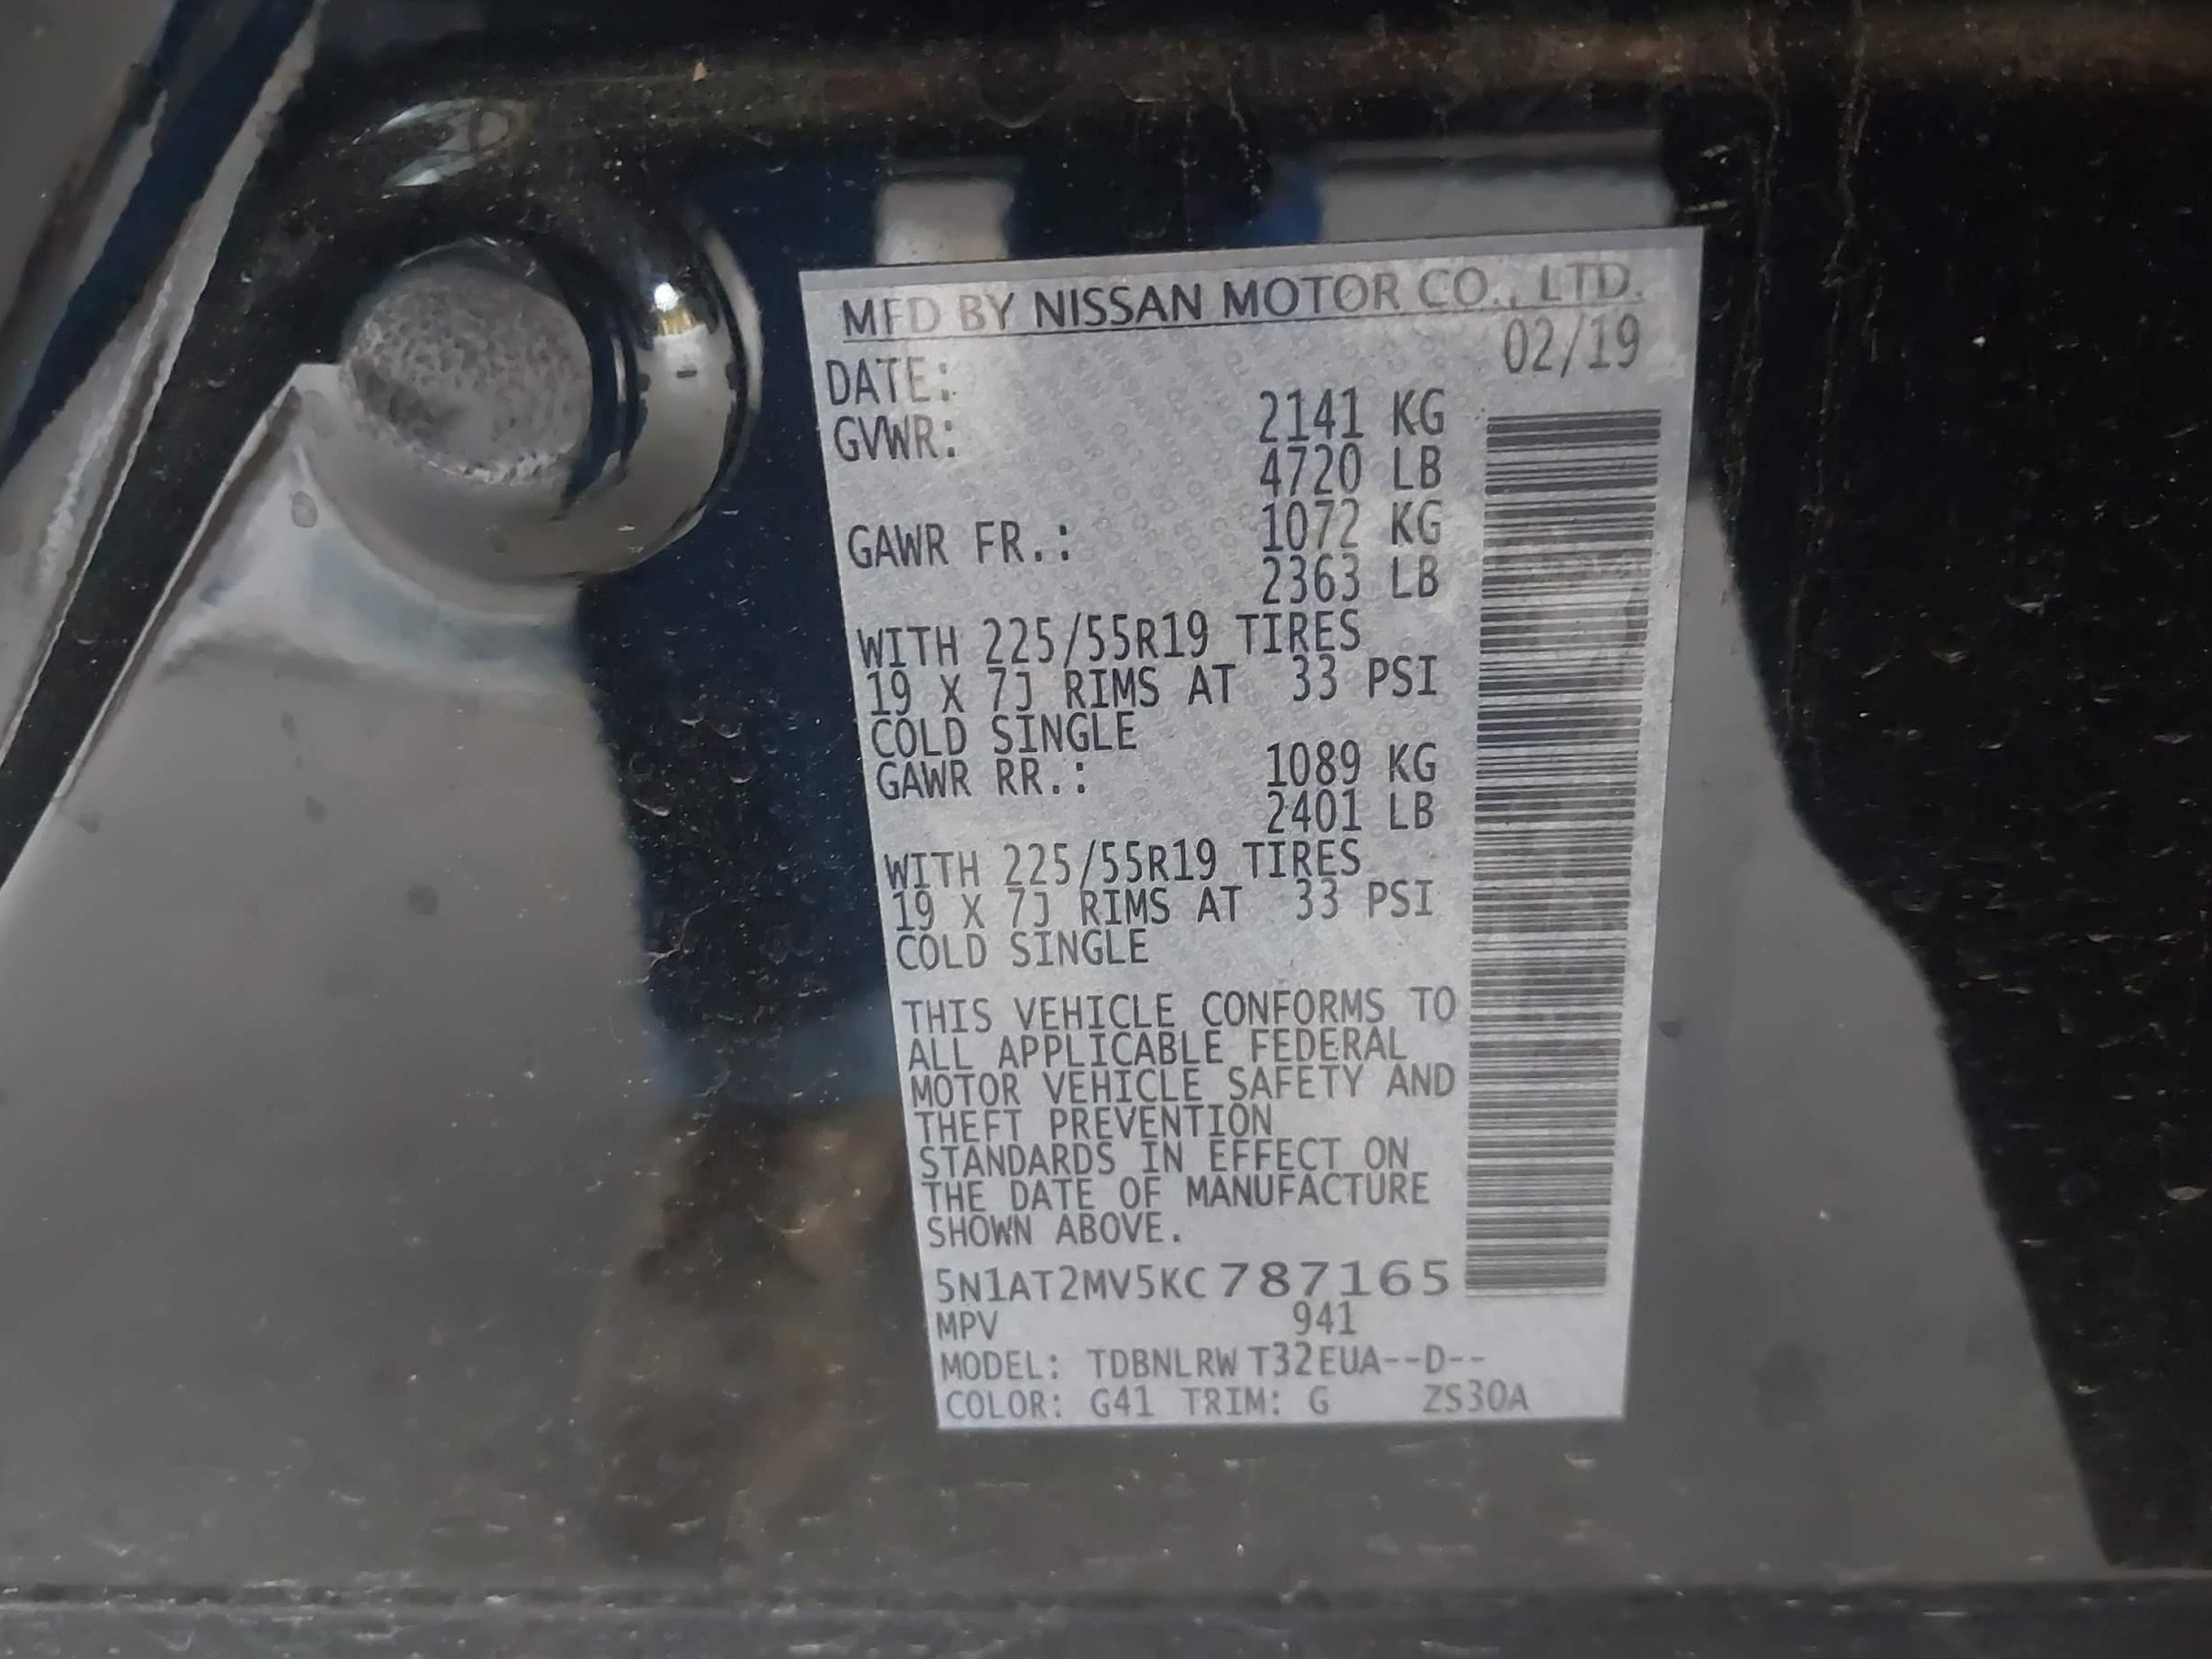 MFD BY NISSAN MOTOR CO., LTD.
DATE: 02/19
GVWR: 2141 KG
4720 LB
GAWR FR.: 1072 KG
2363 LB
WITH 225/55R19 TIRES
19 X 7J RIMS AT 33 PSI
COLD SINGLE
GAWR RR.: 1089 KG
2401 LB
WITH 225/55R19 TIRES
19 X 7J RIMS AT 33 PSI
COLD SINGLE
THIS VEHICLE CONFORMS TO
ALL APPLICABLE FEDERAL
MOTOR VEHICLE SAFETY AND
THEFT PREVENTION
STANDARDS IN EFFECT ON
THE DATE OF MANUFACTURE
SHOWN ABOVE.
5N1AT2MV5KC787165
MPV 941
MODEL: TDBNLRW T32EUA--D--
COLOR: G41 TRIM: G ZS30A